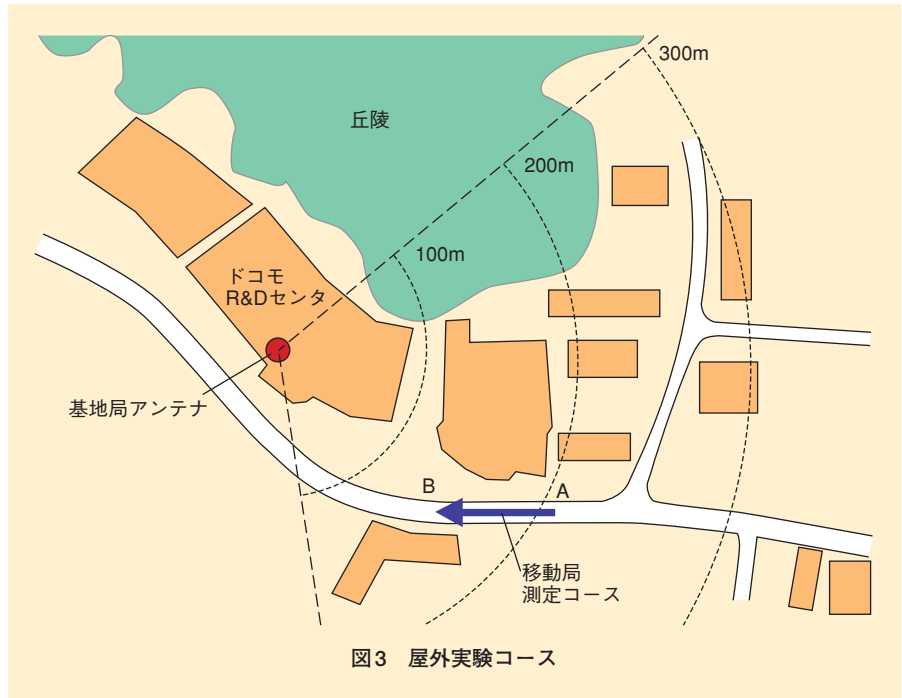 300m
丘陵
200m
100m
ドコモ
R&Dセンタ
基地局アンテナ
B
A
移動局
測定コース
図3 屋外実験コース